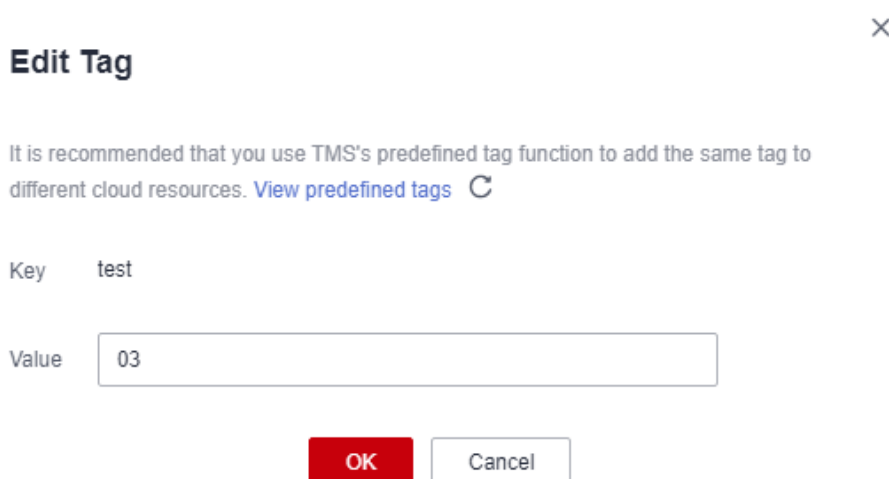 Edit Tag
It is recommended that you use TMS's predefined tag function to add the same tag to
different cloud resources. View predefined tags
Key test
Value 03
OK Cancel